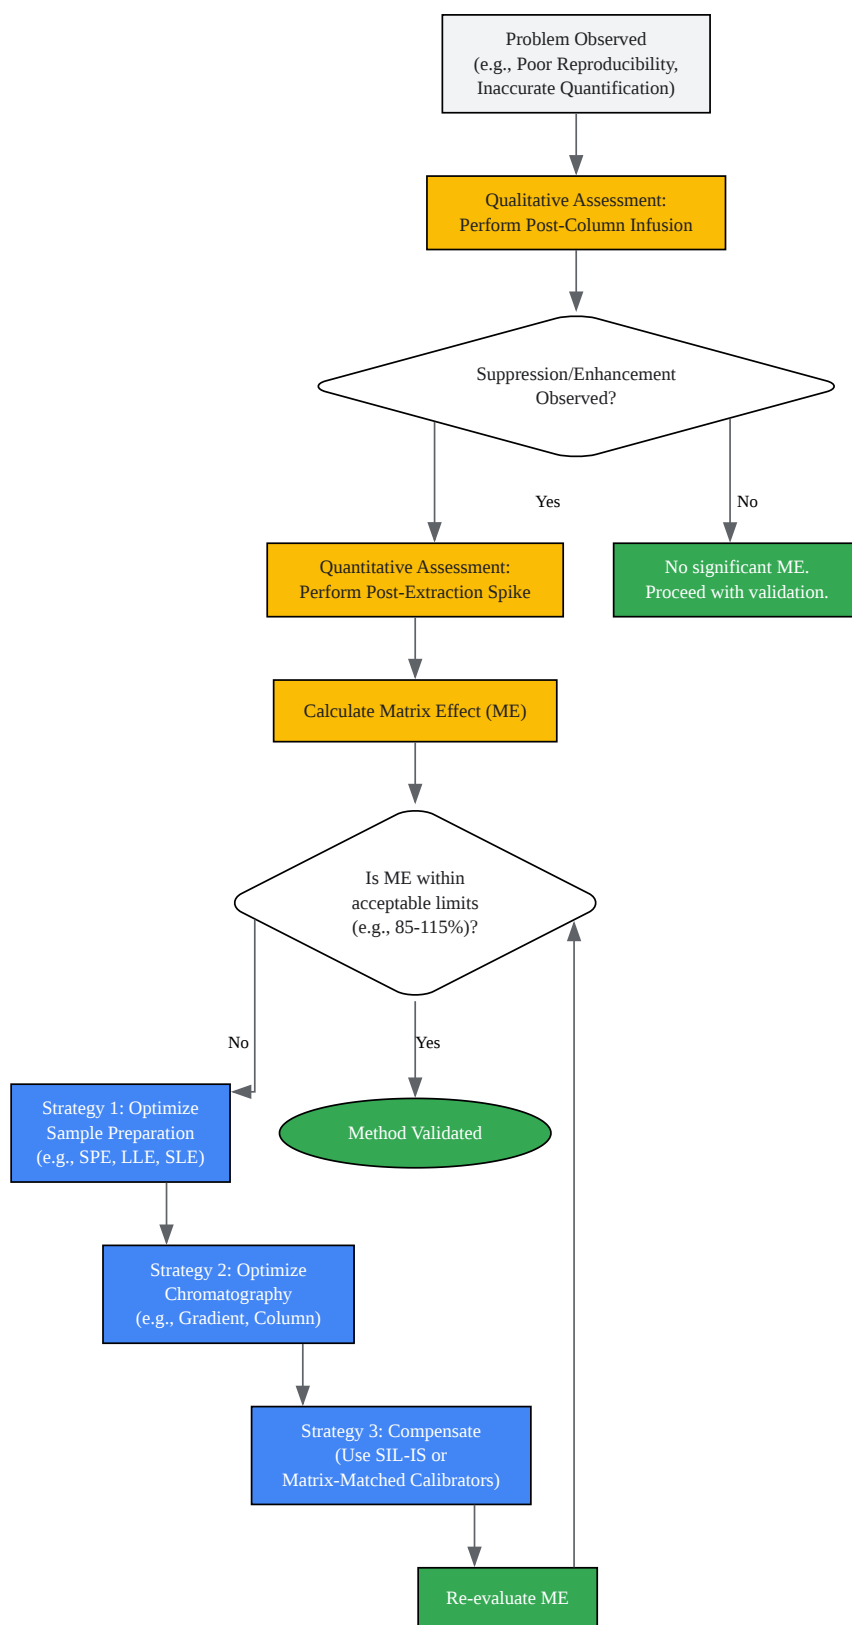 Problem Observed
(e.g., Poor Reproducibility,
Inaccurate Quantification)
Qualitative Assessment:
Perform Post-Column Infusion
Suppression/Enhancement
Observed?
Yes
No
Quantitative Assessment:
Perform Post-Extraction Spike
No significant ME.
Proceed with validation.
Calculate Matrix Effect (ME)
Is ME within
acceptable limits
(e.g., 85-115%)?
No
Yes
Strategy 1: Optimize
Sample Preparation
(e.g., SPE, LLE, SLE)
Method Validated
Strategy 2: Optimize
Chromatography
(e.g., Gradient, Column)
Strategy 3: Compensate
(Use SIL-IS or
Matrix-Matched Calibrators)
Re-evaluate ME